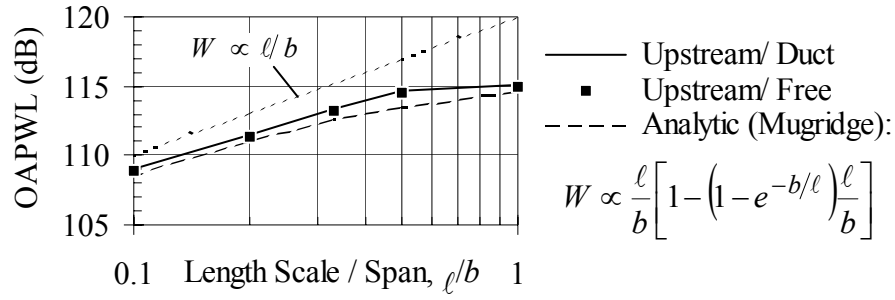 120
115
110
105
OAPWL (dB)
W ∝ ℓ/b
0.1
Length Scale / Span, ℓ/b
1
Upstream/ Duct
Upstream/ Free
Analytic (Mugridge):
W ∝ ℓ/b [1−(1−e^{−b/ℓ}) ℓ/b]